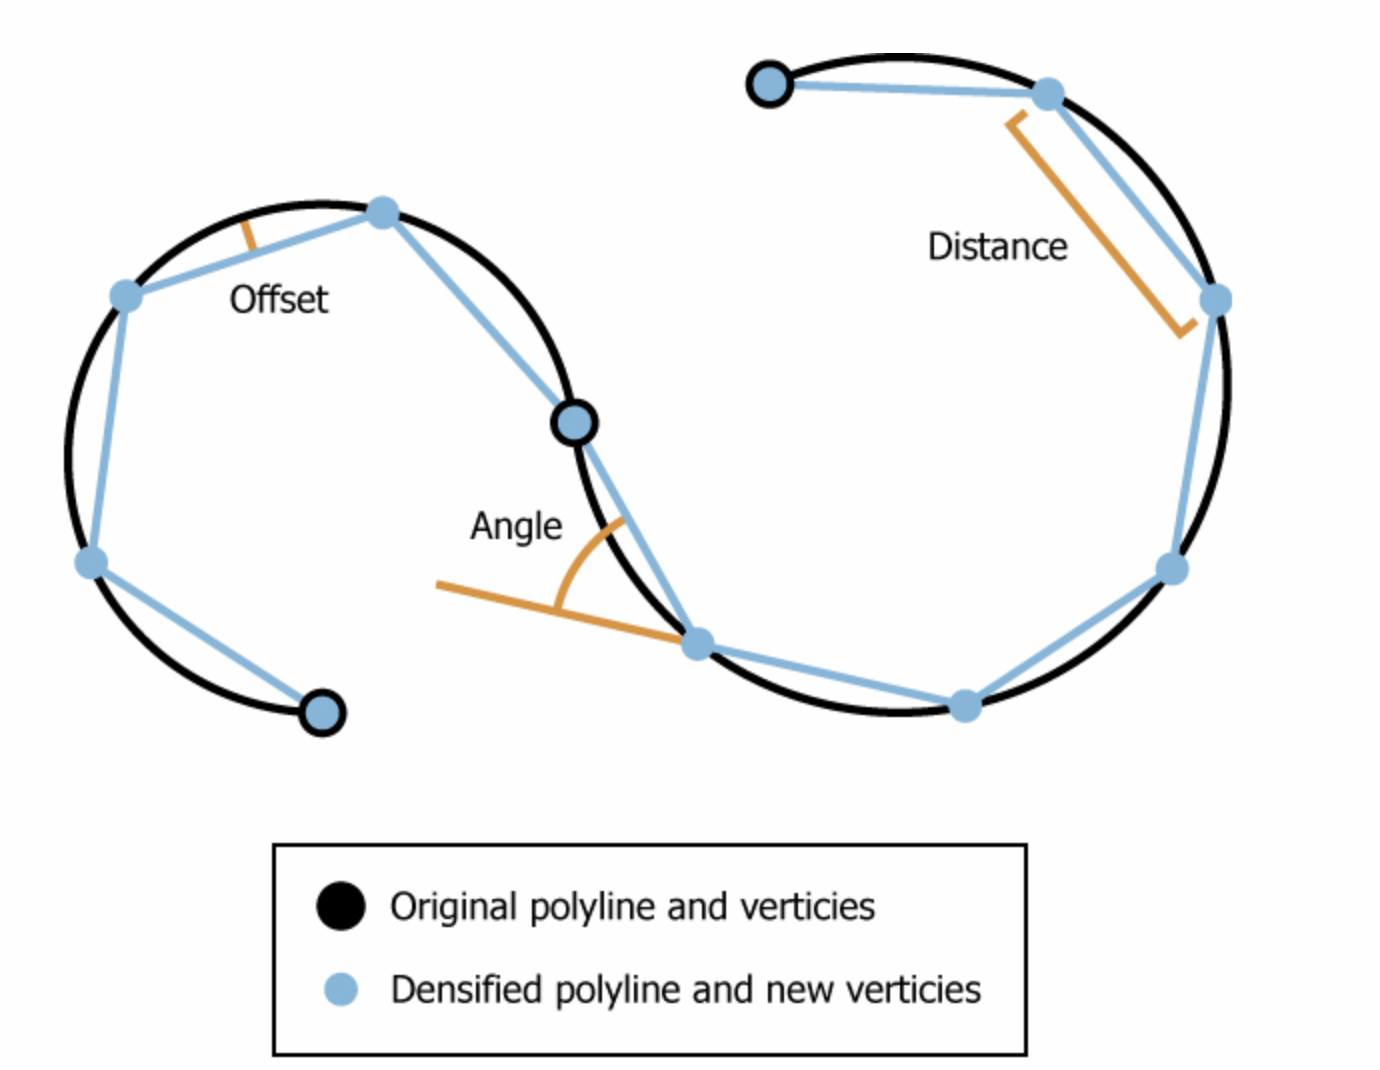 Distance
Offset
Angle
Original polyline and verticies
Densified polyline and new verticies